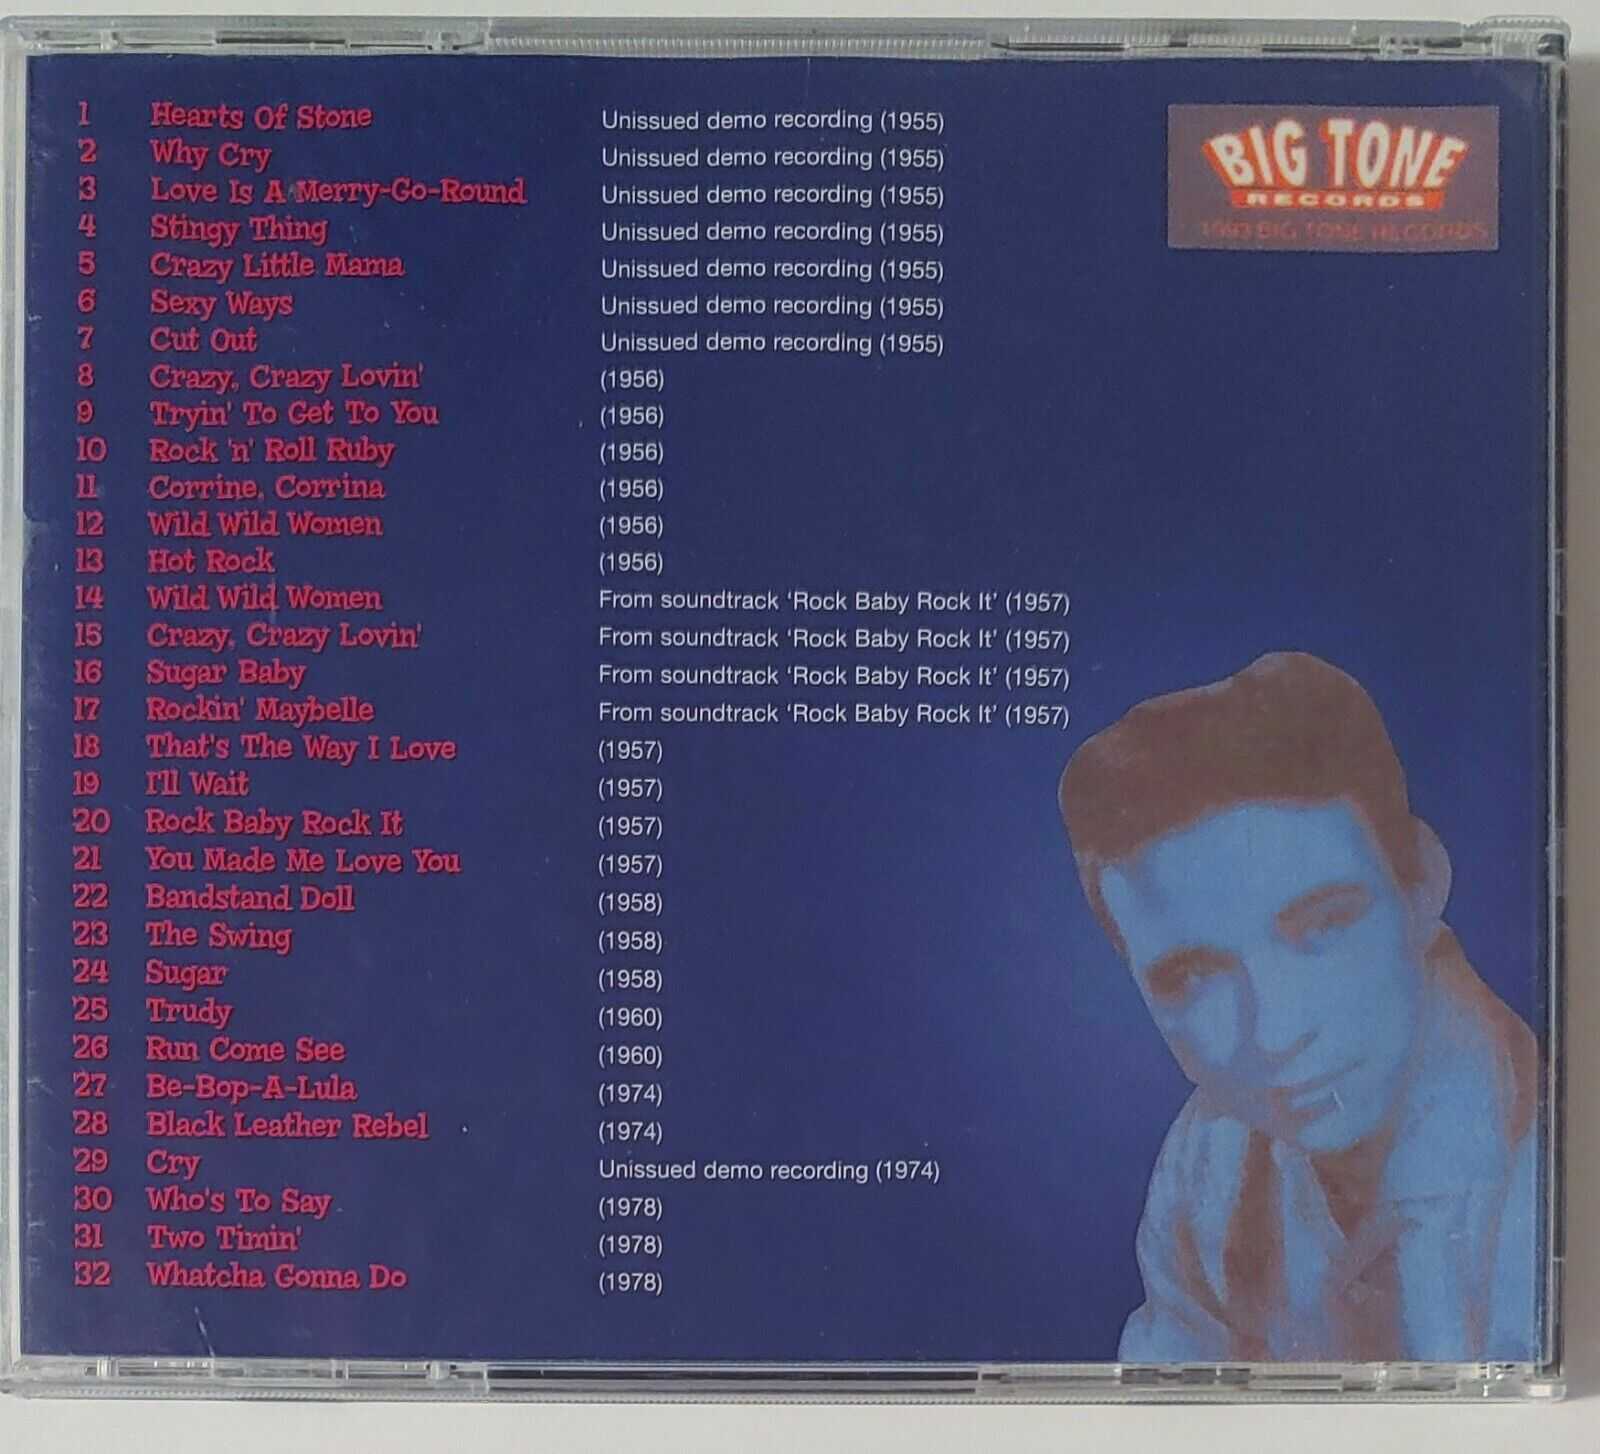 1 Hearts Of Stone Unissued demo recording (1955)
2 Why Cry Unissued demo recording (1955)
3 Love Is A Merry-Go-Round Unissued demo recording (1955)
4 Stingy Thing Unissued demo recording (1955)
5 Crazy Little Mama Unissued demo recording (1955)
6 Sexy Ways Unissued demo recording (1955)
7 Cut Out Unissued demo recording (1955)
8 Crazy, Crazy Lovin' (1956)
9 Tryin' To Get To You (1956)
10 Rock 'n' Roll Ruby (1956)
11 Corrine, Corrina (1956)
12 Wild Wild Women (1956)
13 Hot Rock (1956)
14 Wild Wild Women From soundtrack ‘Rock Baby Rock It’ (1957)
15 Crazy, Crazy Lovin' From soundtrack ‘Rock Baby Rock It’ (1957)
16 Sugar Baby From soundtrack ‘Rock Baby Rock It’ (1957)
17 Rockin' Maybelle From soundtrack ‘Rock Baby Rock It’ (1957)
18 That's The Way I Love (1957)
19 I'll Wait (1957)
20 Rock Baby Rock It (1957)
21 You Made Me Love You (1957)
22 Bandstand Doll (1958)
23 The Swing (1958)
24 Sugar (1958)
25 Trudy (1960)
26 Run Come See (1960)
27 Be-Bop-A-Lula (1974)
28 Black Leather Rebel (1974)
29 Cry Unissued demo recording (1974)
30 Who's To Say (1978)
31 Two Timin' (1978)
32 Whatcha Gonna Do (1978)
BIG TONE
RECORDS
1993 BIG TONE RECORDS